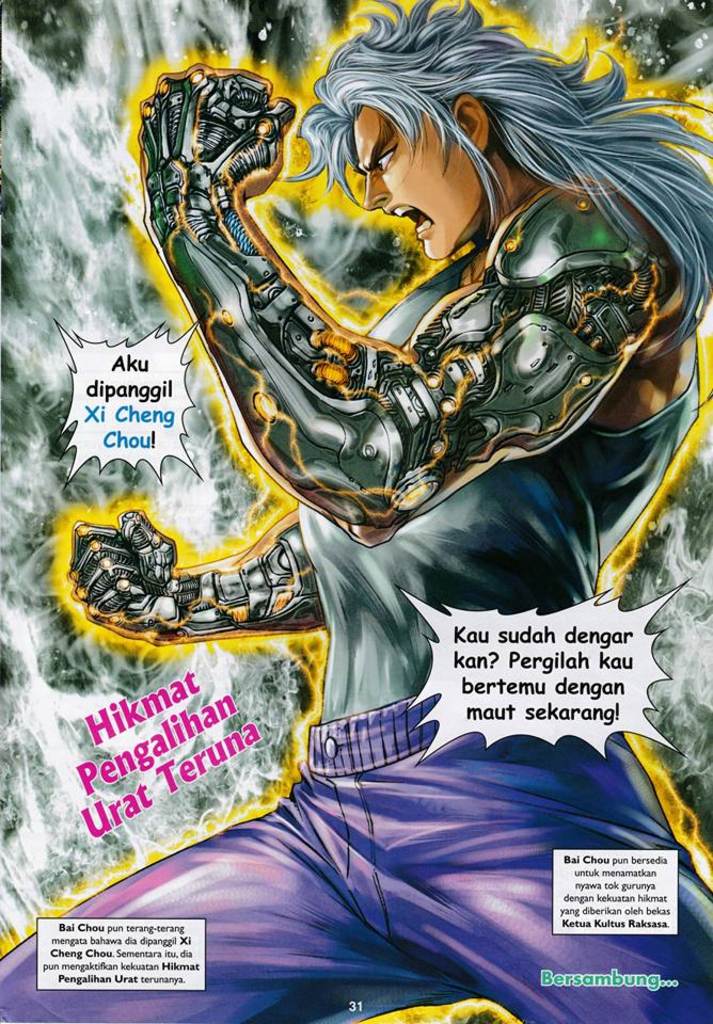 Aku
dipanggil
Xi Cheng
Chou!
Kau sudah dengar
kan? Pergilah kau
bertemu dengan
maut sekarang!
Hikmat
Pengalihan
Urat Teruna
Bai Chou pun bersedia
untuk menamatkan
nyawa tok gurunya
dengan kekuatan hikmat
yang diberikan oleh bekas
Ketua Kultus Raksasa.
Bai Chou pun terang-terang
mengata bahawa dia dipanggil Xi
Cheng Chou. Sementara itu, dia
pun mengaktifkan kekuatan Hikmat
Pengalihan Urat terunanya.
Bersambung...
31